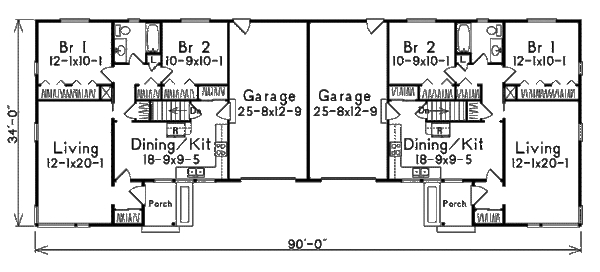 Br 1
12-1x10-1
Br 2
10-9x10-1
L
Garage
25-8x12-9
Garage
25-8x12-9
Br 2
10-9x10-1
L
Br 1
12-1x10-1
34'-0"
Living
12-1x20-1
Dn
R
Dining/Kit
18-9x9-5
Dn
R
Dining/Kit
18-9x9-5
Living
12-1x20-1
Porch
Porch
90'-0"